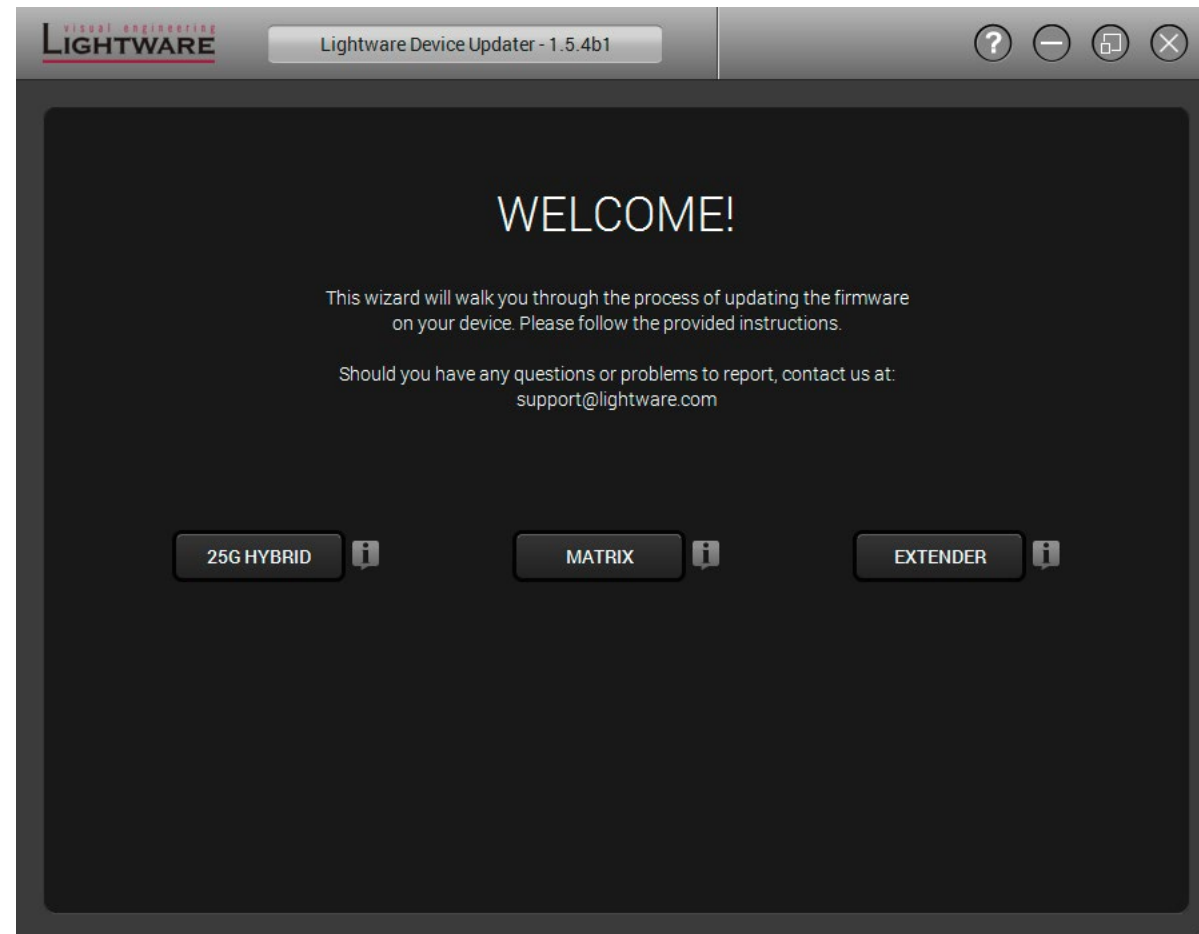 visual engineering
LIGHTWARE
Lightware Device Updater - 1.5.4b1
?
WELCOME!
This wizard will walk you through the process of updating the firmware
on your device. Please follow the provided instructions.
Should you have any questions or problems to report, contact us at:
support@lightware.com
25G HYBRID
i
MATRIX
i
EXTENDER
i